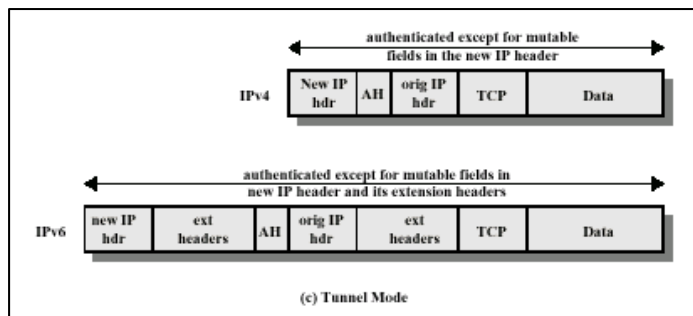 authenticated except for mutable
fields in the new IP header
IPv4
New IP
hdr
AH
orig IP
hdr
TCP
Data
authenticated except for mutable fields in
new IP header and its extension headers
IPv6
new IP
hdr
ext
headers
AH
orig IP
hdr
ext
headers
TCP
Data
(c) Tunnel Mode